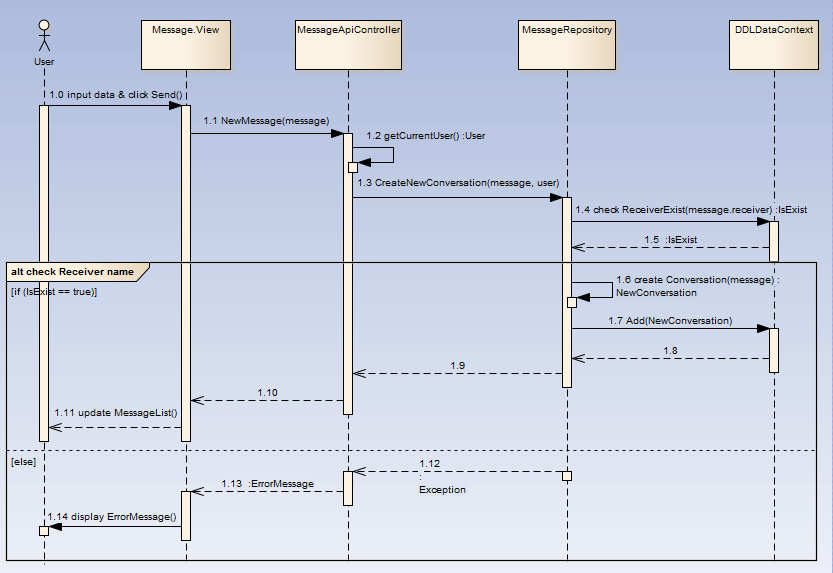 Message.View
MessageApiController
MessageRepository
DDLDataContext
User
1.0 input data & click Send()
1.1 NewMessage(message)
1.2 getCurrentUser() :User
1.3 CreateNewConversation(message, user)
1.4 check ReceiverExist(message.receiver) :IsExist
1.5  :IsExist
alt check Receiver name
[if (IsExist == true)]
1.6 create Conversation(message) :
NewConversation
1.7 Add(NewConversation)
1.8
1.9
1.10
1.11 update MessageList()
[else]
1.12
:
Exception
1.13  :ErrorMessage
1.14 display ErrorMessage()